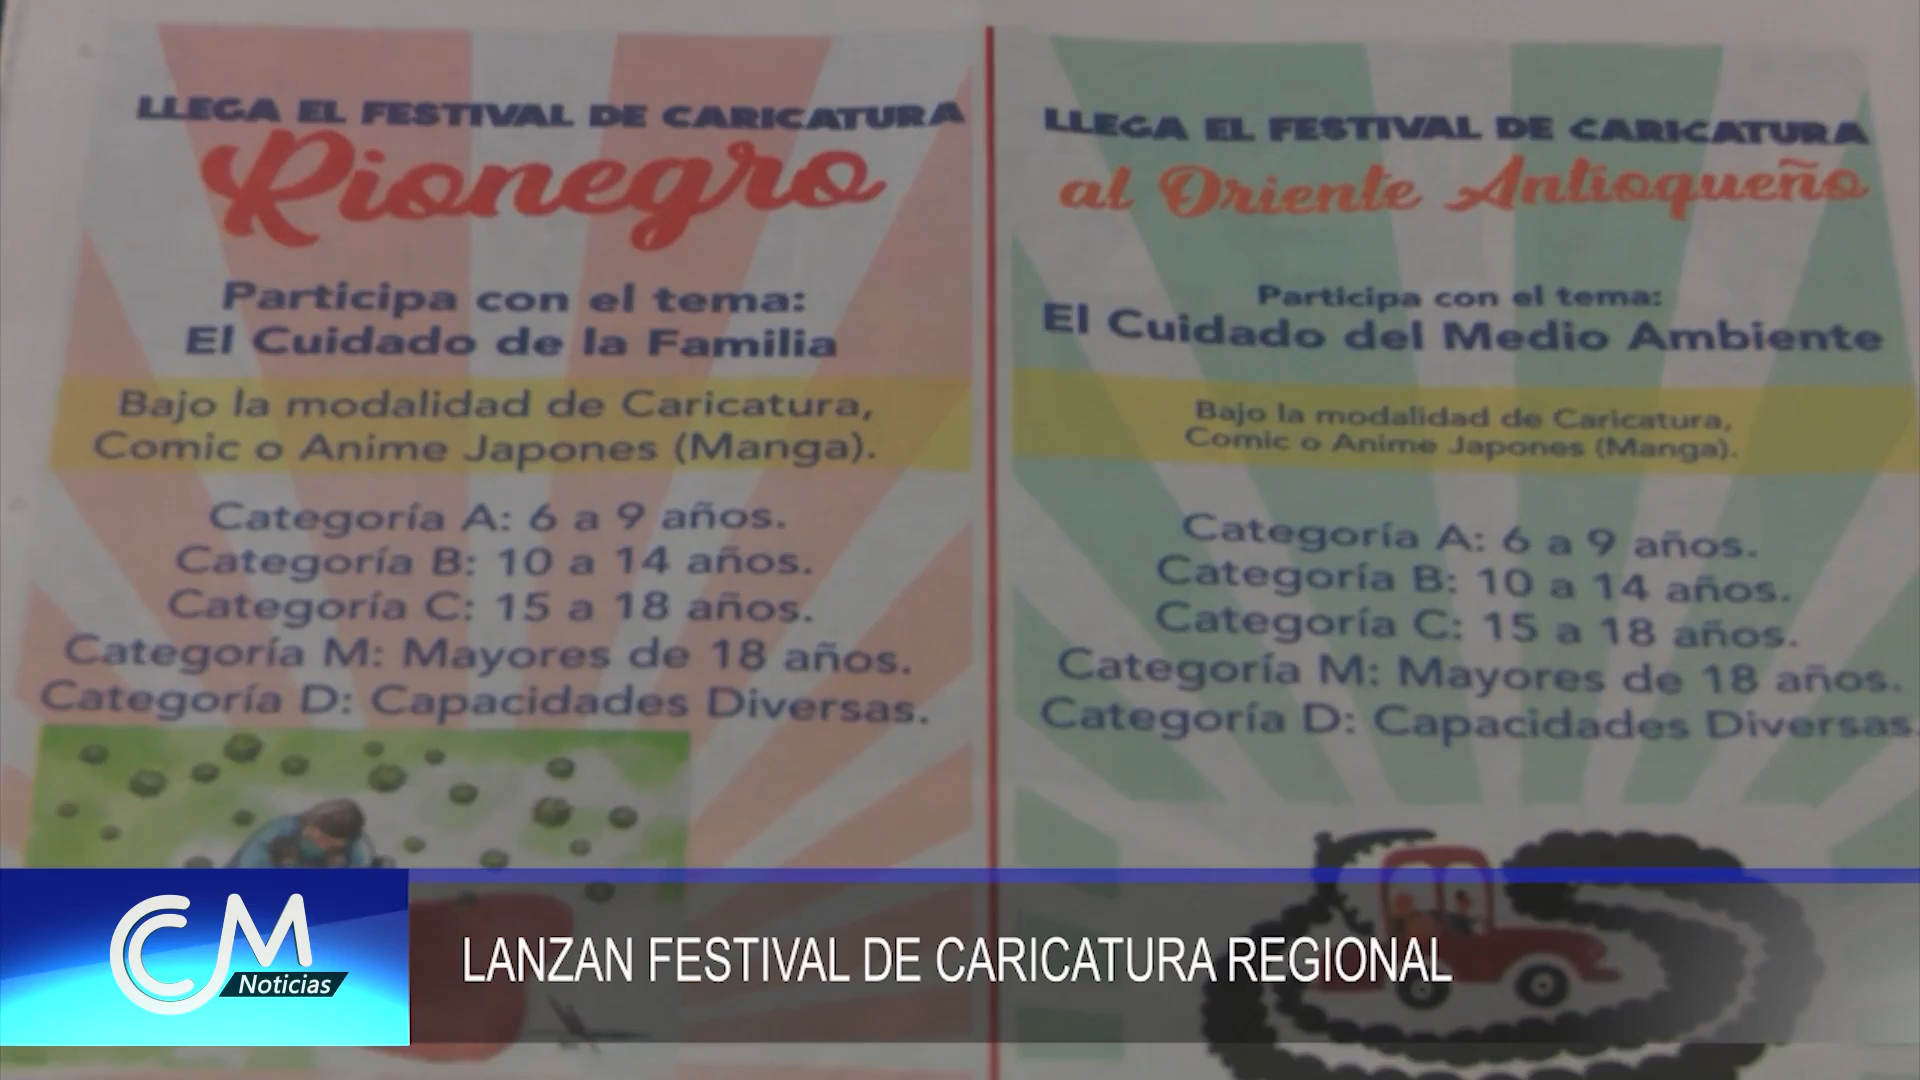 LLEGA EL FESTIVAL DE CARICATURA
Rionegro
Participa con el tema:
El Cuidado de la Familia
Bajo la modalidad de Caricatura,
Comic o Anime Japones (Manga).
Categoría A: 6 a 9 años.
Categoría B: 10 a 14 años.
Categoría C: 15 a 18 años.
Categoría M: Mayores de 18 años.
Categoría D: Capacidades Diversas.
LLEGA EL FESTIVAL DE CARICATURA
al Oriente Antioqueño
Participa con el tema:
El Cuidado del Medio Ambiente
Bajo la modalidad de Caricatura,
Comic o Anime Japones (Manga).
Categoría A: 6 a 9 años.
Categoría B: 10 a 14 años.
Categoría C: 15 a 18 años.
Categoría M: Mayores de 18 años.
Categoría D: Capacidades Diversas.
CM
Noticias
LANZAN FESTIVAL DE CARICATURA REGIONAL